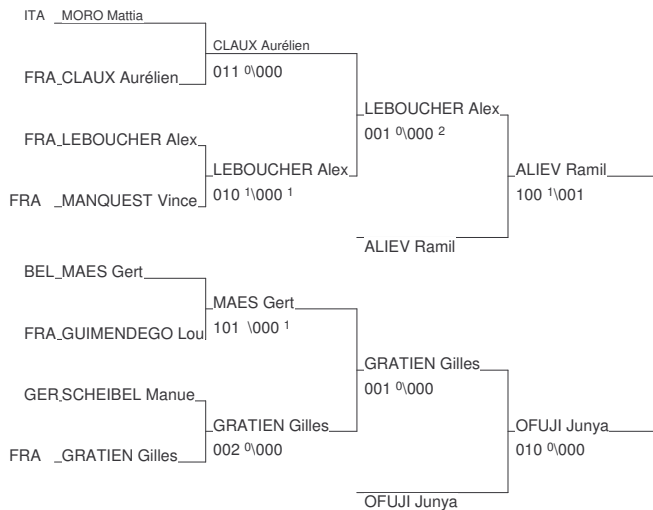 ITA MORO Mattia
CLAUX Aurélien
011 0\000
FRA CLAUX Aurélien
LEBOUCHER Alex
001 0\000 2
FRA LEBOUCHER Alex
LEBOUCHER Alex
010 1\000 1
ALIEV Ramil
100 1\001
FRA MANQUEST Vince
ALIEV Ramil
BEL MAES Gert
MAES Gert
101 \000 1
FRA GUIMENDEGO Lou
GRATIEN Gilles
001 0\000
GER SCHEIBEL Manue
GRATIEN Gilles
002 0\000
OFUJI Junya
010 0\000
FRA GRATIEN Gilles
OFUJI Junya